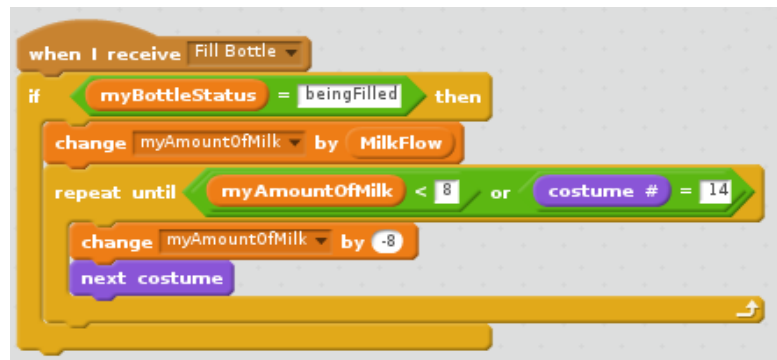 when I receive Fill Bottle
if myBottleStatus = beingFilled then
change myAmountOfMilk by MilkFlow
repeat until myAmountOfMilk < 8 or costume # = 14
change myAmountOfMilk by -8
next costume